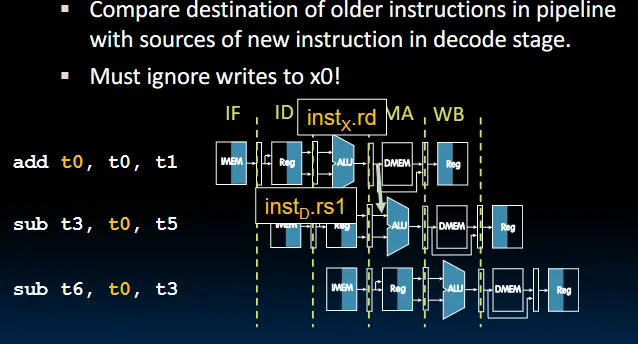 ▪ Compare destination of older instructions in pipeline
with sources of new instruction in decode stage.
▪ Must ignore writes to x0!
IF ID instX.rd MA WB
add t0, t0, t1 IMEM Reg ALU DMEM Reg
instD.rs1
sub t3, t0, t5 IMEM Reg ALU DMEM Reg
sub t6, t0, t3 IMEM Reg ALU DMEM Reg